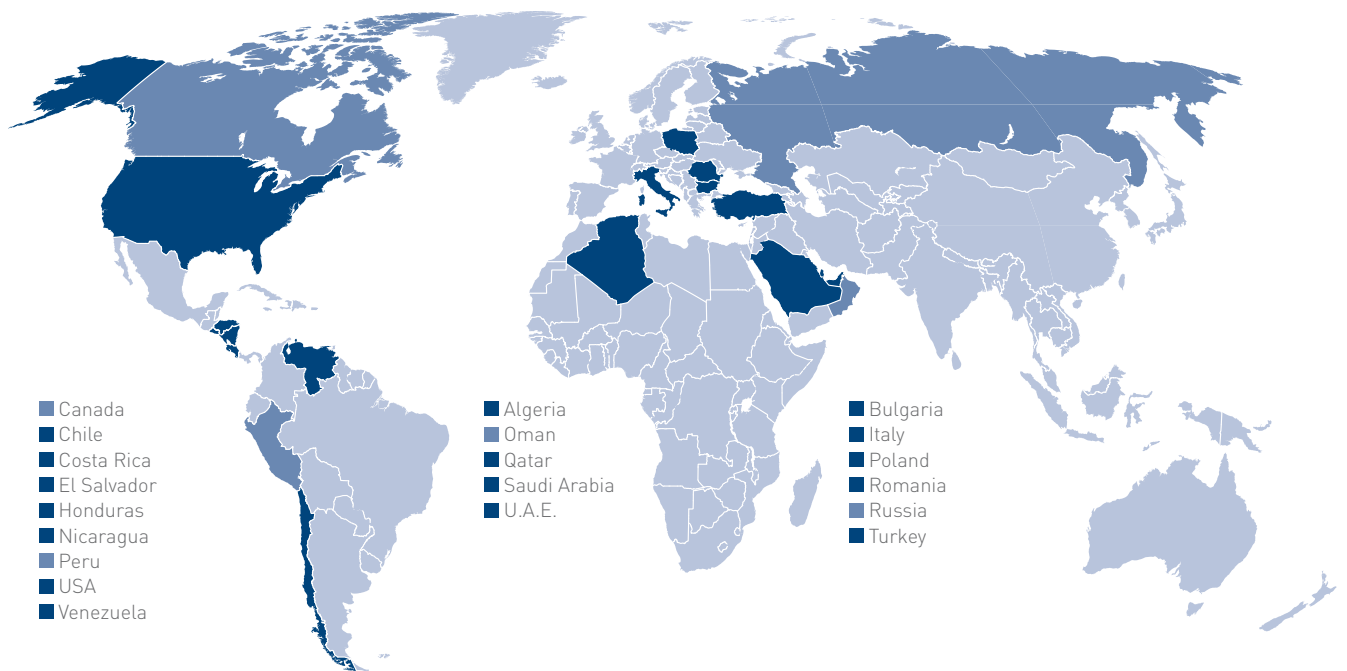 Canada
Chile
Costa Rica
El Salvador
Honduras
Nicaragua
Peru
USA
Venezuela
Algeria
Oman
Qatar
Saudi Arabia
U.A.E.
Bulgaria
Italy
Poland
Romania
Russia
Turkey